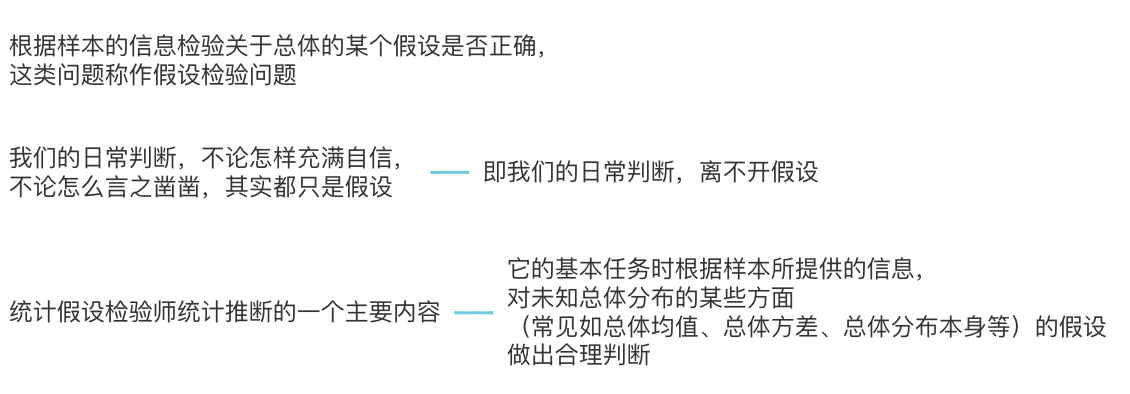 根据样本的信息检验关于总体的某个假设是否正确，
这类问题称作假设检验问题
我们的日常判断，不论怎样充满自信，
不论怎么言之凿凿，其实都只是假设
即我们的日常判断，离不开假设
统计假设检验师统计推断的一个主要内容
它的基本任务时根据样本所提供的信息，
对未知总体分布的某些方面
（常见如总体均值、总体方差、总体分布本身等）的假设
做出合理判断